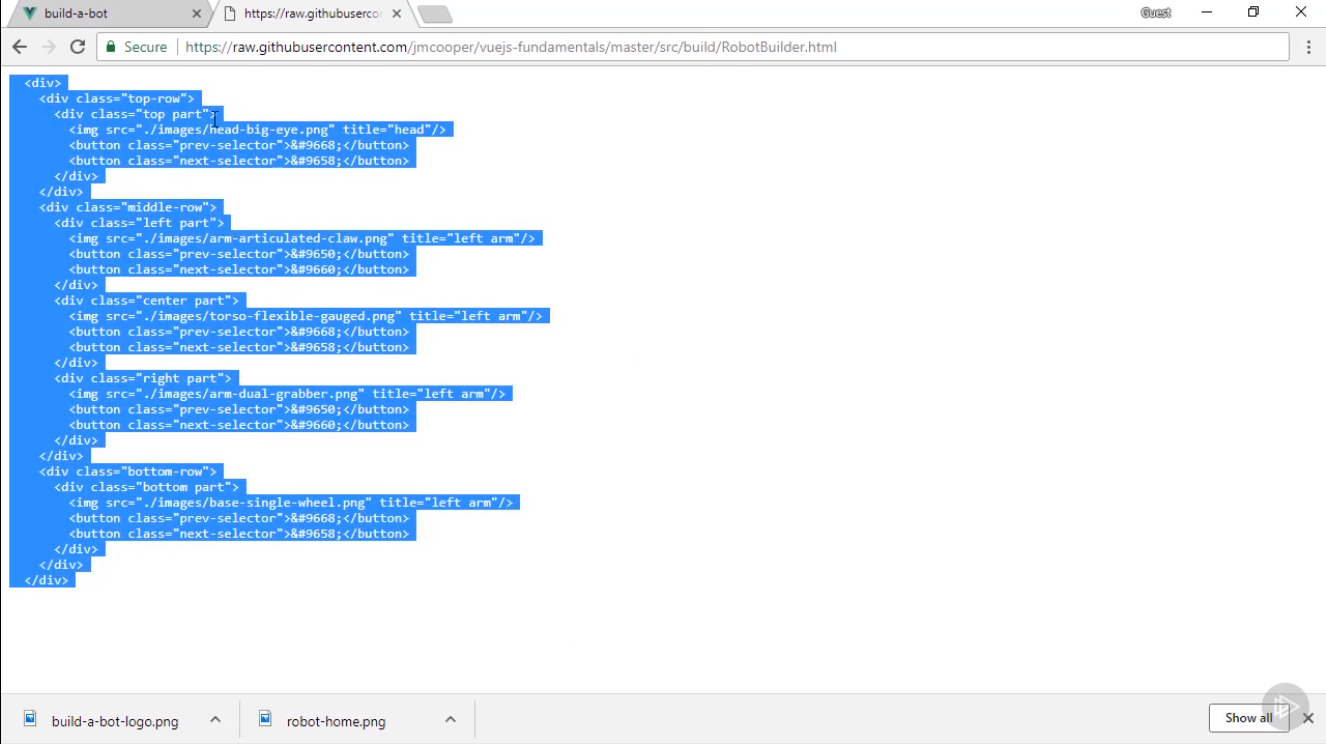 build-a-bot
https://raw.githubuserco
Guest
Secure
https://raw.githubusercontent.com/jmcooper/vuejs-fundamentals/master/src/build/RobotBuilder.html
<div>
<div class="top-row">
<div class="top part">
<img src="./images/head-big-eye.png" title="head"/>
<button class="prev-selector">&#9668;</button>
<button class="next-selector">&#9658;</button>
</div>
</div>
<div class="middle-row">
<div class="left part">
<img src="./images/arm-articulated-claw.png" title="left arm"/>
<button class="prev-selector">&#9650;</button>
<button class="next-selector">&#9660;</button>
</div>
<div class="center part">
<img src="./images/torso-flexible-gauged.png" title="left arm"/>
<button class="prev-selector">&#9668;</button>
<button class="next-selector">&#9658;</button>
</div>
<div class="right part">
<img src="./images/arm-dual-grabber.png" title="left arm"/>
<button class="prev-selector">&#9650;</button>
<button class="next-selector">&#9660;</button>
</div>
</div>
<div class="bottom-row">
<div class="bottom part">
<img src="./images/base-single-wheel.png" title="left arm"/>
<button class="prev-selector">&#9668;</button>
<button class="next-selector">&#9658;</button>
</div>
</div>
</div>
build-a-bot-logo.png
robot-home.png
Show all